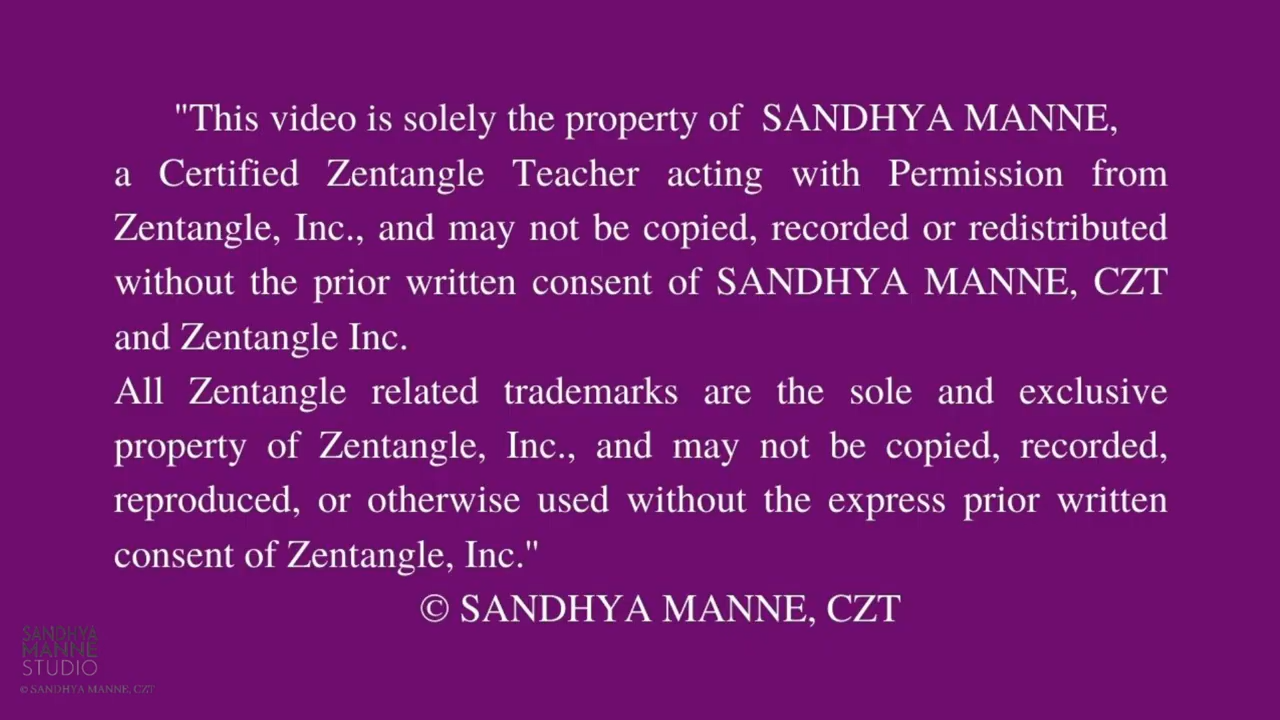 "This video is solely the property of SANDHYA MANNE,
a Certified Zentangle Teacher acting with Permission from
Zentangle, Inc., and may not be copied, recorded or redistributed
without the prior written consent of SANDHYA MANNE, CZT
and Zentangle Inc.
All Zentangle related trademarks are the sole and exclusive
property of Zentangle, Inc., and may not be copied, recorded,
reproduced, or otherwise used without the express prior written
consent of Zentangle, Inc."
© SANDHYA MANNE, CZT
SANDHYA
MANNE
STUDIO
© SANDHYA MANNE, CZT